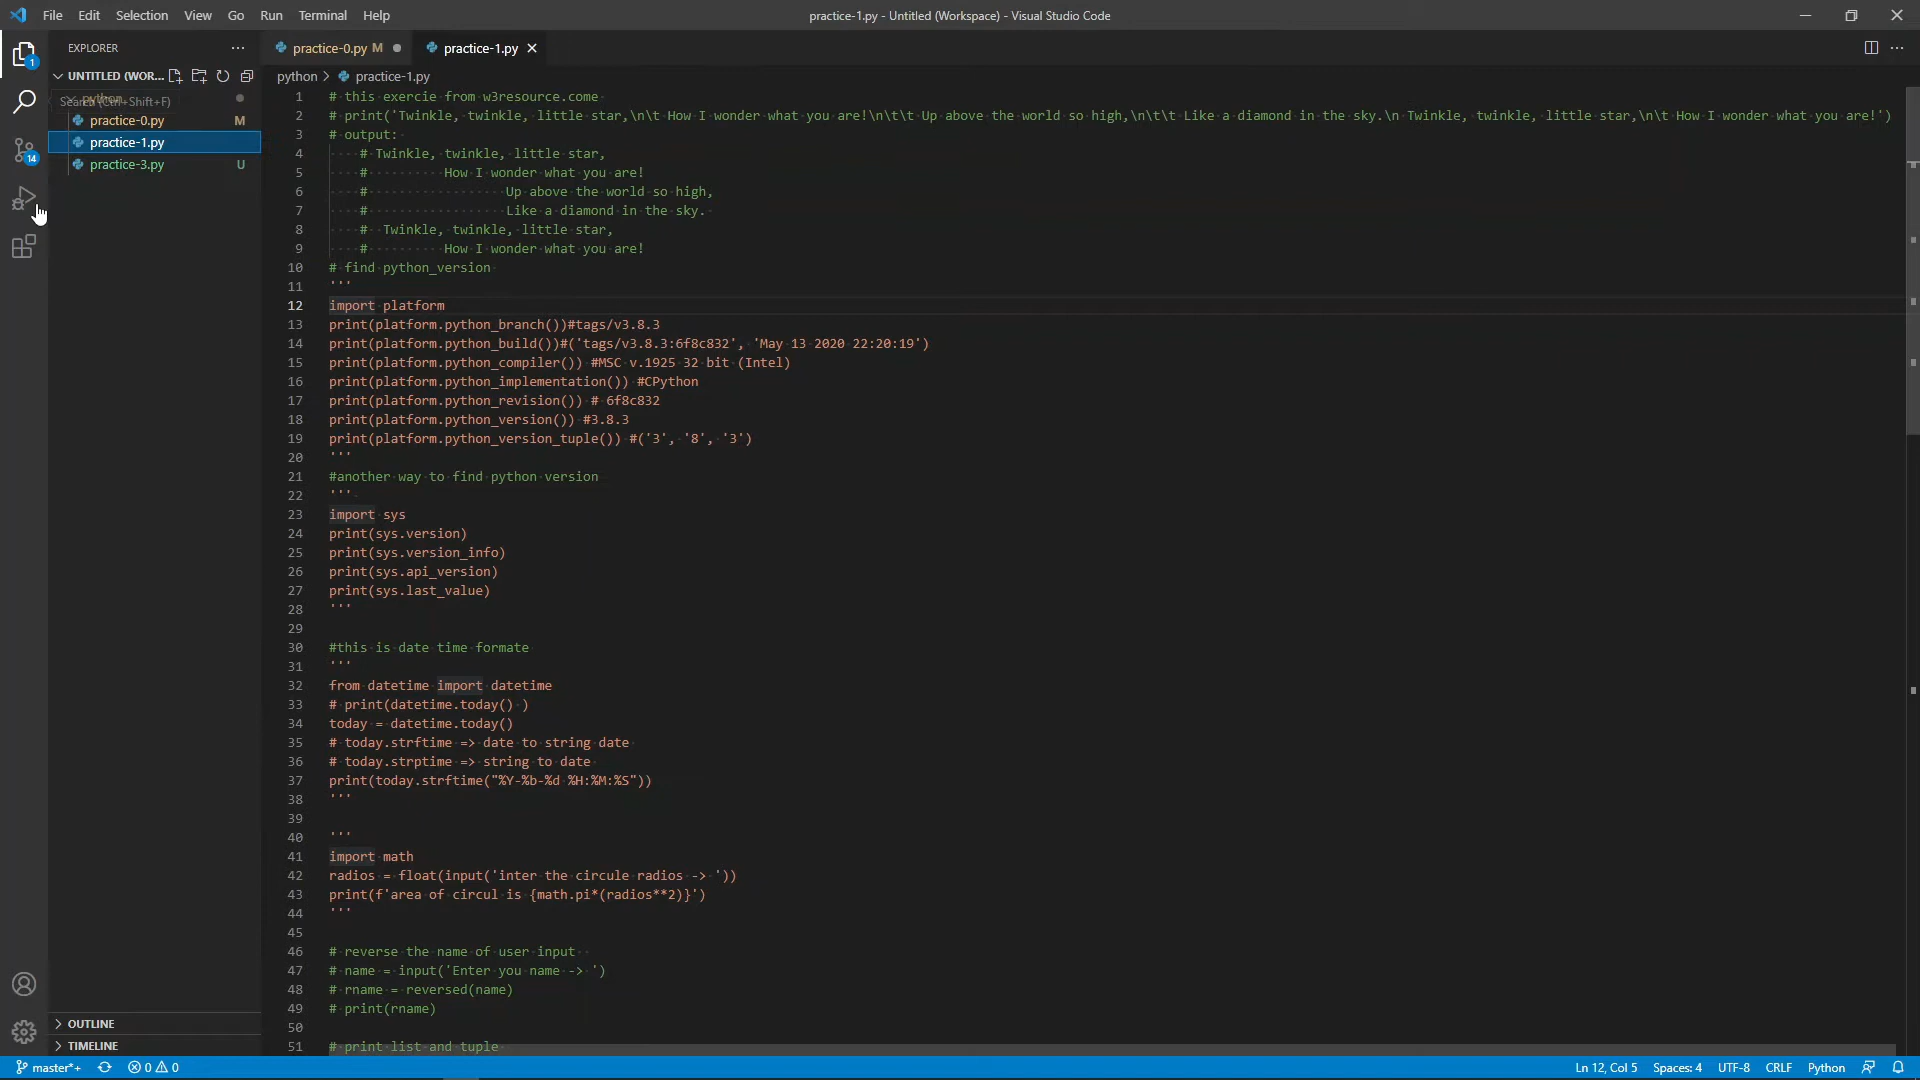 File Edit Selection View Go Run Terminal Help practice-1.py - Untitled (Workspace) - Visual Studio Code
EXPLORER
practice-0.py M practice-1.py
1
UNTITLED (WOR...
python > practice-1.py
Search (Ctrl+Shift+F)
python
practice-0.py M
practice-1.py
14
practice-3.py U
1 # this exercie from w3resource.come
2 # print('Twinkle, twinkle, little star,\n\t How I wonder what you are!\n\t\t Up above the world so high,\n\t\t Like a diamond in the sky.\n Twinkle, twinkle, little star,\n\t How I wonder what you are!')
3 # output:
4 # Twinkle, twinkle, little star,
5 # How I wonder what you are!
6 # Up above the world so high,
7 # Like a diamond in the sky.
8 # Twinkle, twinkle, little star,
9 # How I wonder what you are!
10 # find python_version
11 '''
12 import platform
13 print(platform.python_branch())#tags/v3.8.3
14 print(platform.python_build())#('tags/v3.8.3:6f8c832', 'May 13 2020 22:20:19')
15 print(platform.python_compiler()) #MSC v.1925 32 bit (Intel)
16 print(platform.python_implementation()) #CPython
17 print(platform.python_revision()) # 6f8c832
18 print(platform.python_version()) #3.8.3
19 print(platform.python_version_tuple()) #('3', '8', '3')
20 '''
21 #another way to find python version
22 '''
23 import sys
24 print(sys.version)
25 print(sys.version_info)
26 print(sys.api_version)
27 print(sys.last_value)
28 '''
29
30 #this is date time formate
31 '''
32 from datetime import datetime
33 # print(datetime.today() )
34 today = datetime.today()
35 # today.strftime => date to string date
36 # today.strptime => string to date
37 print(today.strftime("%Y-%b-%d %H:%M:%S"))
38 '''
39
40 '''
41 import math
42 radios = float(input('inter the circule radios -> '))
43 print(f'area of circul is {math.pi*(radios**2)}')
44 '''
45
46 # reverse the name of user input
47 # name = input('Enter you name -> ')
48 # rname = reversed(name)
49 # print(rname)
50
51 # print list and tuple
OUTLINE
TIMELINE
master*+ 0 0 Ln 12, Col 5 Spaces: 4 UTF-8 CRLF Python